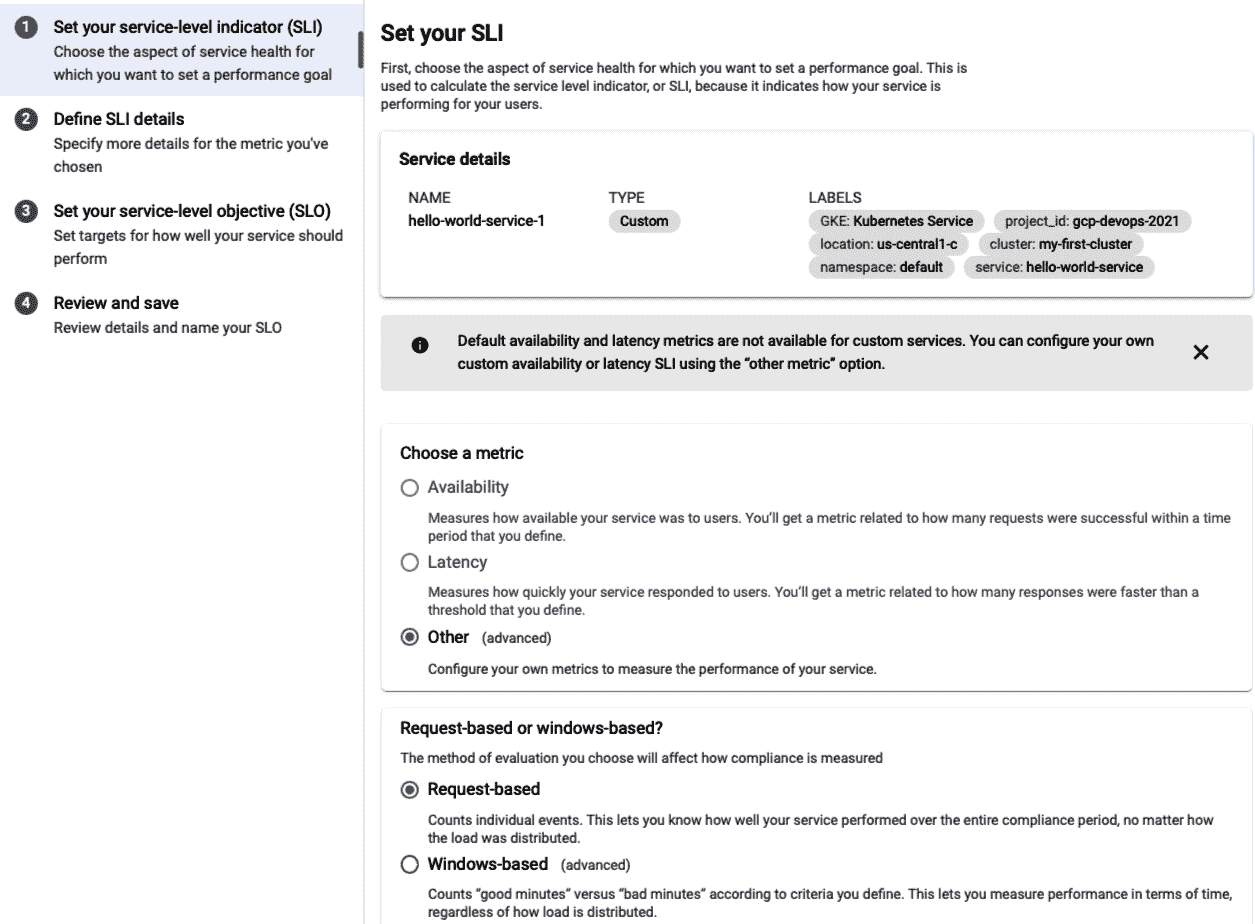 1
Set your service-level indicator (SLI)
Choose the aspect of service health for
which you want to set a performance goal
2
Define SLI details
Specify more details for the metric you've
chosen
3
Set your service-level objective (SLO)
Set targets for how well your service should
perform
4
Review and save
Review details and name your SLO
Set your SLI
First, choose the aspect of service health for which you want to set a performance goal. This is
used to calculate the service level indicator, or SLI, because it indicates how your service is
performing for your users.
Service details
NAME TYPE LABELS
hello-world-service-1 Custom GKE: Kubernetes Service project_id: gcp-devops-2021
location: us-central1-c cluster: my-first-cluster
namespace: default service: hello-world-service
Default availability and latency metrics are not available for custom services. You can configure your own
custom availability or latency SLI using the “other metric” option.
Choose a metric
Availability
Measures how available your service was to users. You’ll get a metric related to how many requests were successful within a time
period that you define.
Latency
Measures how quickly your service responded to users. You’ll get a metric related to how many responses were faster than a
threshold that you define.
Other (advanced)
Configure your own metrics to measure the performance of your service.
Request-based or windows-based?
The method of evaluation you choose will affect how compliance is measured
Request-based
Counts individual events. This lets you know how well your service performed over the entire compliance period, no matter how
the load was distributed.
Windows-based (advanced)
Counts “good minutes” versus “bad minutes” according to criteria you define. This lets you measure performance in terms of time,
regardless of how load is distributed.